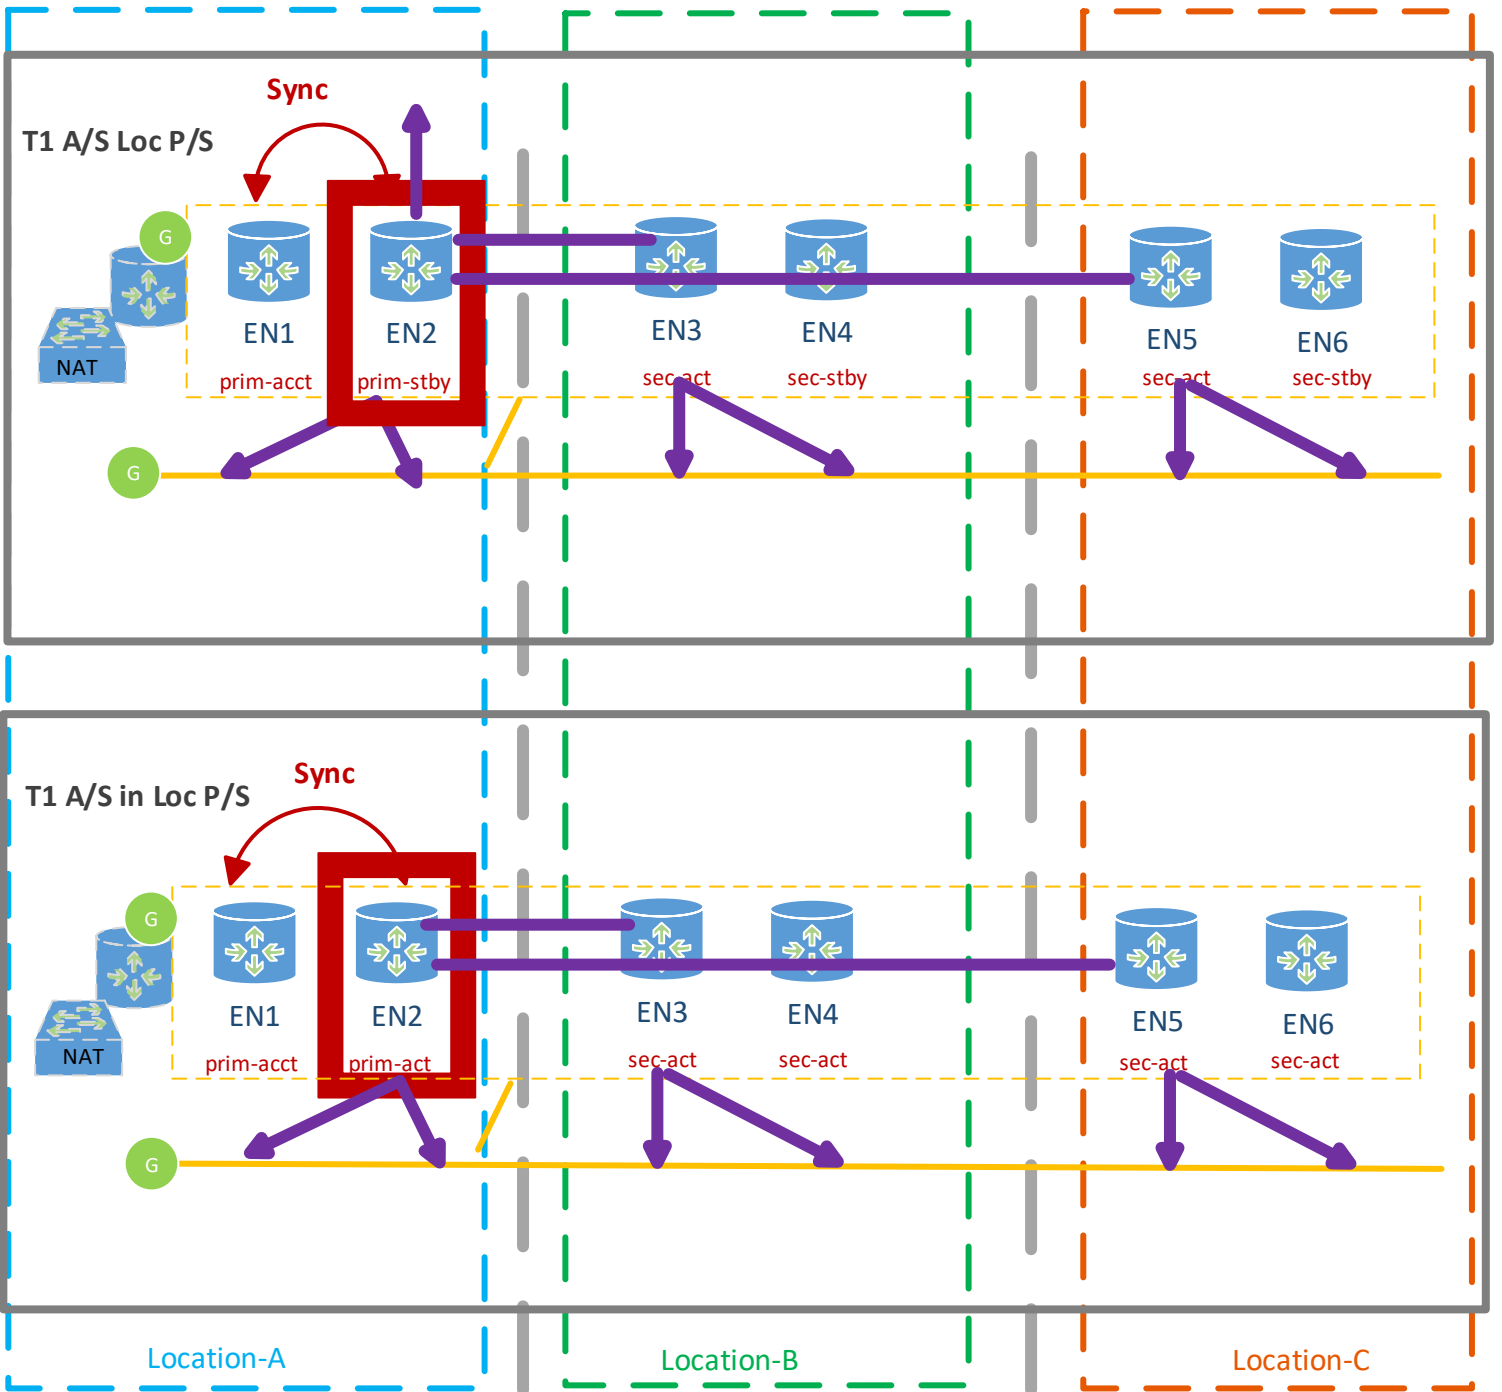 Sync
T1 A/S Loc P/S
G
NAT
EN1
EN2
EN3
EN4
EN5
EN6
prim-acct
prim-stby
sec-act
sec-stby
sec-act
sec-stby
G
Sync
T1 A/S in Loc P/S
G
NAT
EN1
EN2
EN3
EN4
EN5
EN6
prim-acct
prim-act
sec-act
sec-act
sec-act
sec-act
G
Location-A
Location-B
Location-C